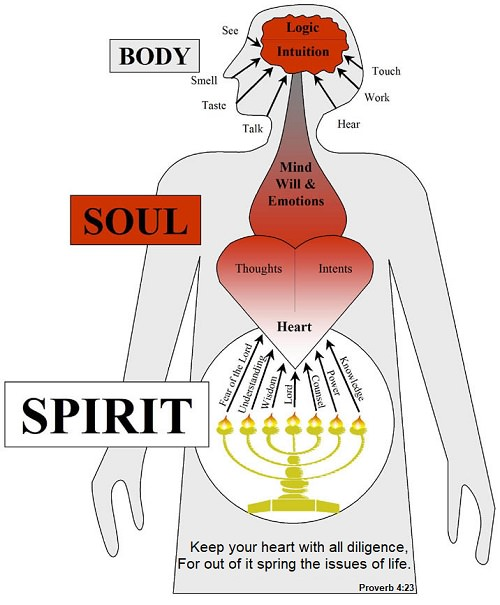 See
Logic
Intuition
BODY
Smell
Touch
Taste
Work
Talk
Hear
Mind
Will &
Emotions
SOUL
Thoughts
Intents
Heart
Fear of the Lord
Understanding
Wisdom
Lord
Counsel
Power
Knowledge
SPIRIT
Keep your heart with all diligence,
For out of it spring the issues of life.
Proverb 4:23